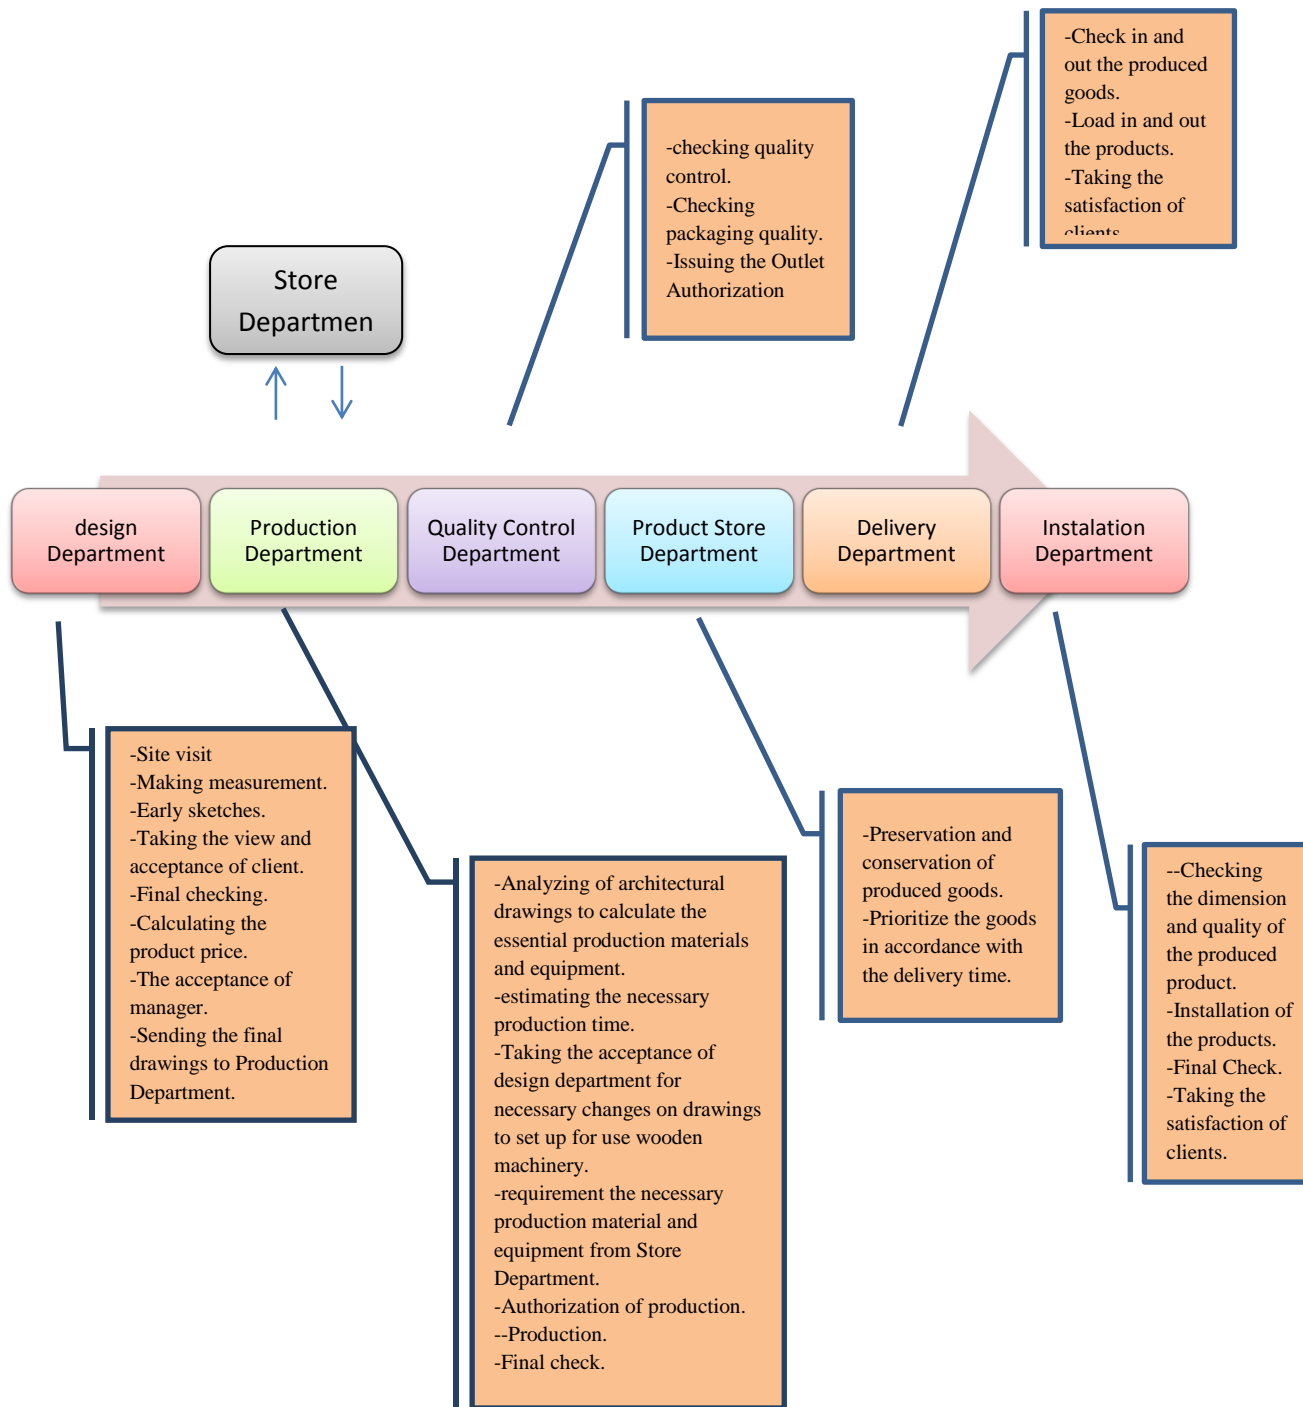 -Check in and
out the produced
goods.
-Load in and out
the products.
-Taking the
satisfaction of
clients
-checking quality
control.
-Checking
packaging quality.
-Issuing the Outlet
Authorization
Store
Departmen
design
Department
Production
Department
Quality Control
Department
Product Store
Department
Delivery
Department
Instalation
Department
-Site visit
-Making measurement.
-Early sketches.
-Taking the view and
acceptance of client.
-Final checking.
-Calculating the
product price.
-The acceptance of
manager.
-Sending the final
drawings to Production
Department.
-Analyzing of architectural
drawings to calculate the
essential production materials
and equipment.
-estimating the necessary
production time.
-Taking the acceptance of
design department for
necessary changes on drawings
to set up for use wooden
machinery.
-requirement the necessary
production material and
equipment from Store
Department.
-Authorization of production.
--Production.
-Final check.
-Preservation and
conservation of
produced goods.
-Prioritize the goods
in accordance with
the delivery time.
--Checking
the dimension
and quality of
the produced
product.
-Installation of
the products.
-Final Check.
-Taking the
satisfaction of
clients.